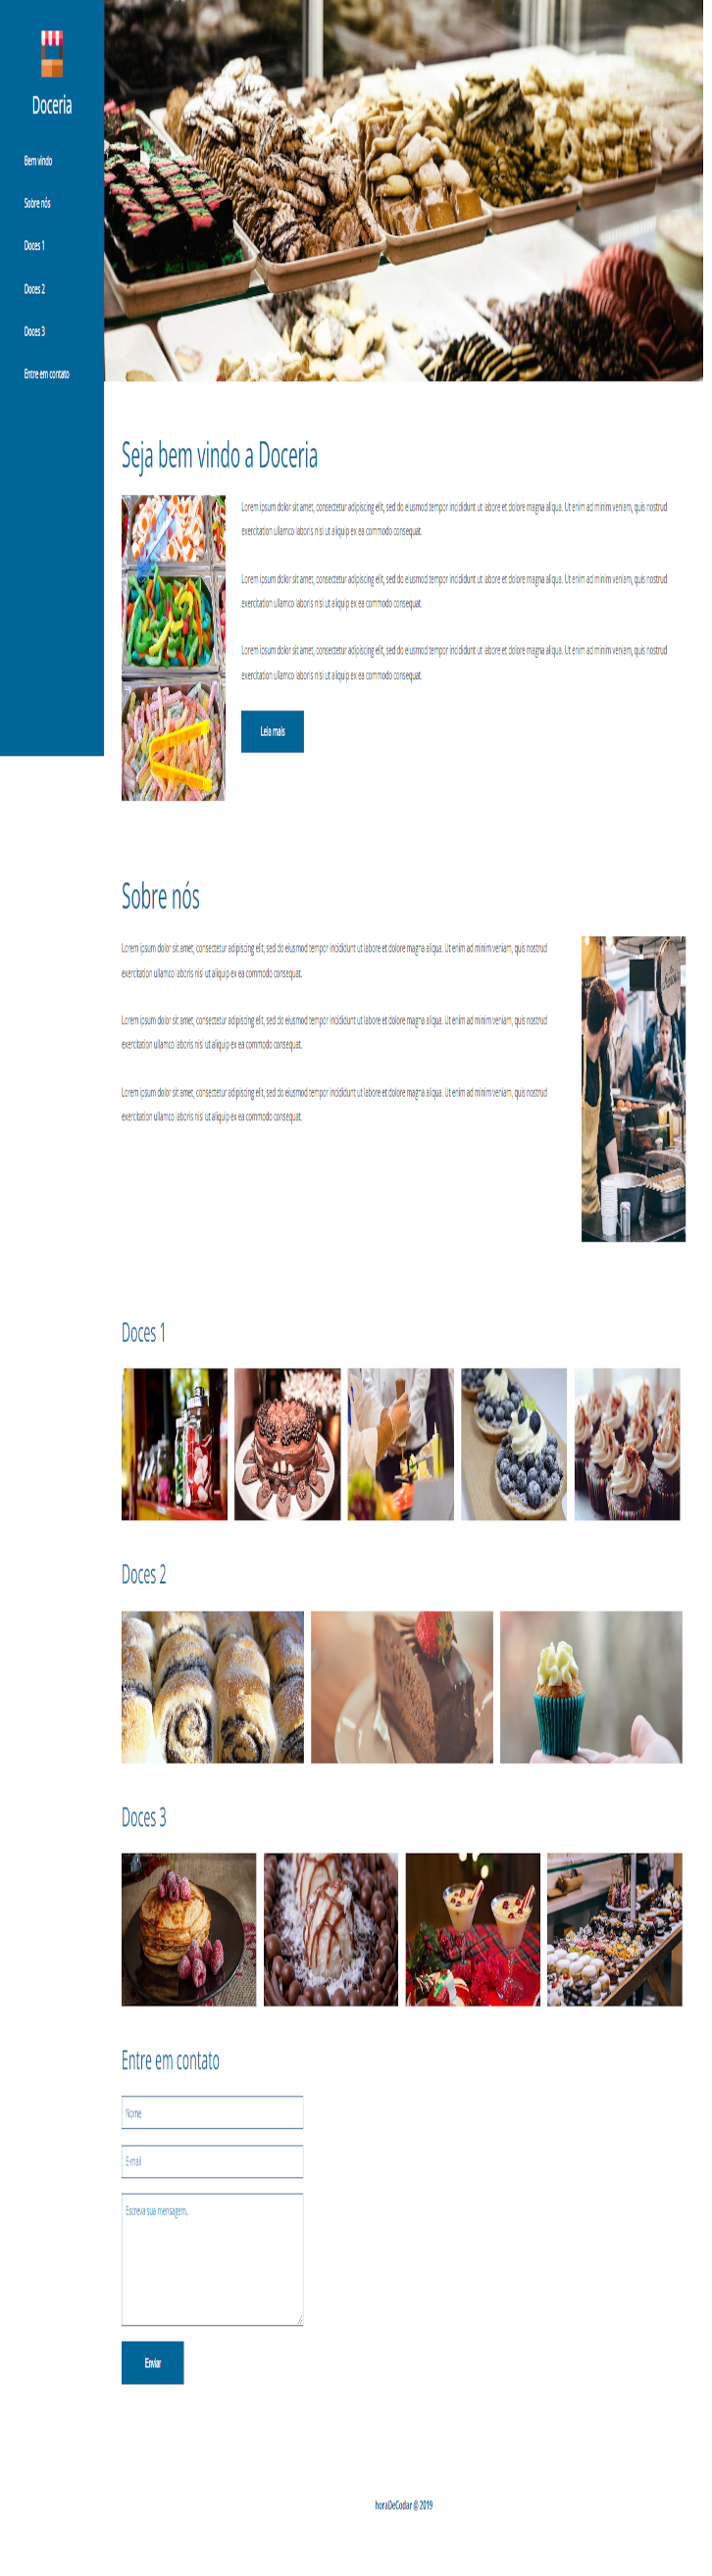 Doceria
Bem vindo
Sobre nós
Doces 1
Doces 2
Doces 3
Entre em contato
Seja bem vindo a Doceria
Lorem ipsum dolor sit amet, consectetur adipiscing elit, sed do eiusmod tempor incididunt ut labore et dolore magna aliqua. Ut enim ad minim veniam, quis nostrud
exercitation ullamco laboris nisi ut aliquip ex ea commodo consequat.
Lorem ipsum dolor sit amet, consectetur adipiscing elit, sed do eiusmod tempor incididunt ut labore et dolore magna aliqua. Ut enim ad minim veniam, quis nostrud
exercitation ullamco laboris nisi ut aliquip ex ea commodo consequat.
Lorem ipsum dolor sit amet, consectetur adipiscing elit, sed do eiusmod tempor incididunt ut labore et dolore magna aliqua. Ut enim ad minim veniam, quis nostrud
exercitation ullamco laboris nisi ut aliquip ex ea commodo consequat.
Leia mais
Sobre nós
Lorem ipsum dolor sit amet, consectetur adipiscing elit, sed do eiusmod tempor incididunt ut labore et dolore magna aliqua. Ut enim ad minim veniam, quis nostrud
exercitation ullamco laboris nisi ut aliquip ex ea commodo consequat.
Lorem ipsum dolor sit amet, consectetur adipiscing elit, sed do eiusmod tempor incididunt ut labore et dolore magna aliqua. Ut enim ad minim veniam, quis nostrud
exercitation ullamco laboris nisi ut aliquip ex ea commodo consequat.
Lorem ipsum dolor sit amet, consectetur adipiscing elit, sed do eiusmod tempor incididunt ut labore et dolore magna aliqua. Ut enim ad minim veniam, quis nostrud
exercitation ullamco laboris nisi ut aliquip ex ea commodo consequat.
Doces 1
Doces 2
Doces 3
Entre em contato
Nome
E-mail
Escreva sua mensagem..
Enviar
horaDeCodar @ 2019